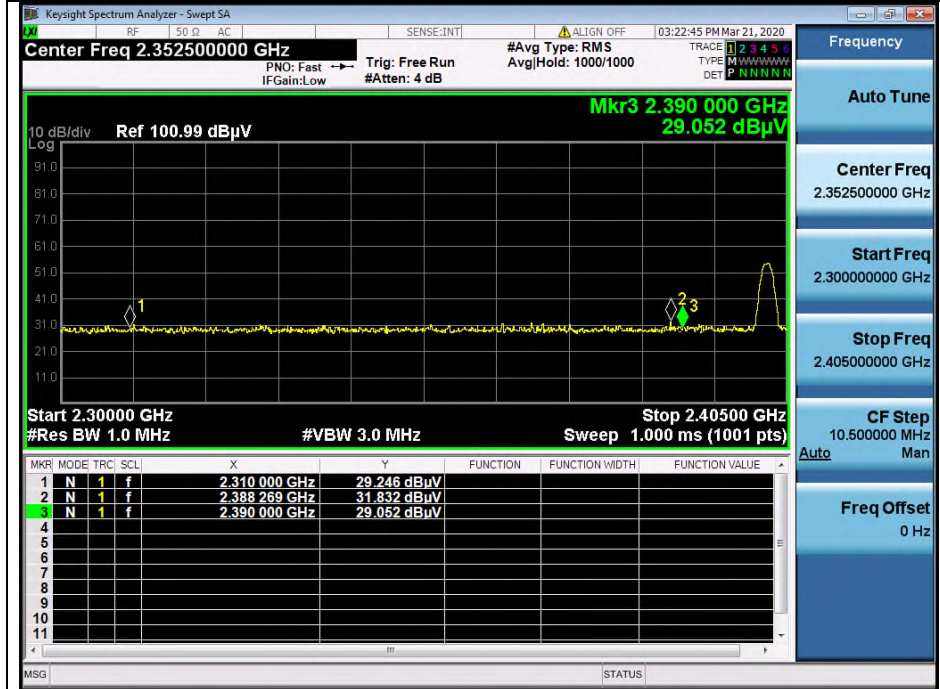 Keysight Spectrum Analyzer - Swept SA
LXI RF 50 Ω AC SENSE:INT ALIGN OFF 03:22:45 PM Mar 21, 2020
Center Freq 2.352500000 GHz
PNO: Fast
IFGain:Low
Trig: Free Run
#Atten: 4 dB
#Avg Type: RMS
Avg|Hold: 1000/1000
TRACE 1 2 3 4 5 6
TYPE M WWWWW
DET P N N N N N
Frequency
Mkr3 2.390 000 GHz
29.052 dBµV
10 dB/div Ref 100.99 dBµV
Log
91.0
81.0
71.0
61.0
51.0
41.0
31.0
21.0
11.0
1
2
3
Start 2.30000 GHz Stop 2.40500 GHz
#Res BW 1.0 MHz #VBW 3.0 MHz Sweep 1.000 ms (1001 pts)
MKR MODE TRC SCL X Y FUNCTION FUNCTION WIDTH FUNCTION VALUE
1 N 1 f 2.310 000 GHz 29.246 dBµV
2 N 1 f 2.388 269 GHz 31.832 dBµV
3 N 1 f 2.390 000 GHz 29.052 dBµV
4
5
6
7
8
9
10
11
MSG STATUS
Auto Tune
Center Freq
2.352500000 GHz
Start Freq
2.300000000 GHz
Stop Freq
2.405000000 GHz
CF Step
10.500000 MHz
Auto Man
Freq Offset
0 Hz